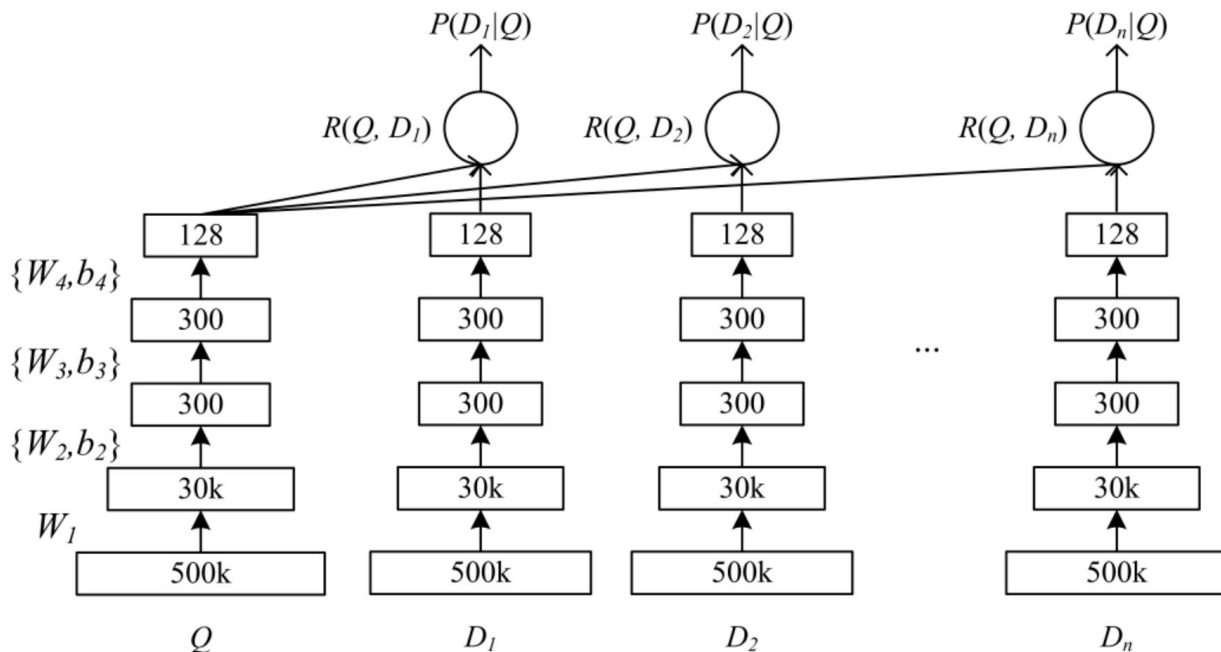 P(D₁|Q) P(D₂|Q) P(Dₙ|Q)
R(Q, D₁) R(Q, D₂) R(Q, Dₙ)
128 128 128 128
{W₄,b₄}
300 300 300 300
...
{W₃,b₃}
300 300 300 300
{W₂,b₂}
30k 30k 30k 30k
W₁
500k 500k 500k 500k
Q D₁ D₂ Dₙ